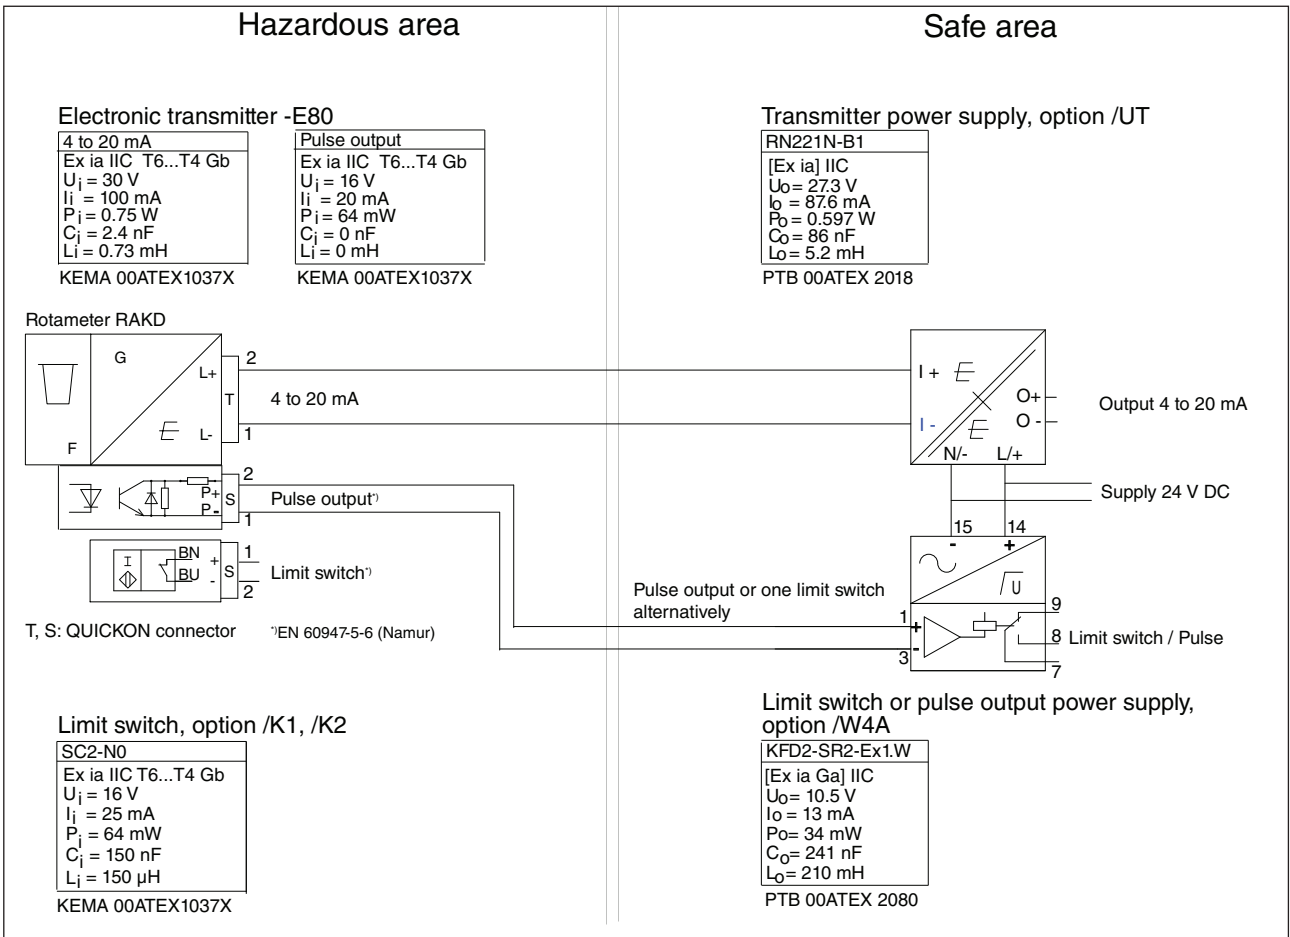 Hazardous area
Safe area
Electronic transmitter -E80
4 to 20 mA
Ex ia IIC T6...T4 Gb
Ui = 30 V
Ii = 100 mA
Pi = 0.75 W
Ci = 2.4 nF
Li = 0.73 mH
KEMA 00ATEX1037X
Pulse output
Ex ia IIC T6...T4 Gb
Ui = 16 V
Ii = 20 mA
Pi = 64 mW
Ci = 0 nF
Li = 0 mH
KEMA 00ATEX1037X
Transmitter power supply, option /UT
RN221N-B1
[Ex ia] IIC
Uo = 27.3 V
Io = 87.6 mA
Po = 0.597 W
Co = 86 nF
Lo = 5.2 mH
PTB 00ATEX 2018
Rotameter RAKD
G
F
E
L+
L-
T
2
1
4 to 20 mA
I +
I -
E
E
O+
O -
N/-
L/+
Output 4 to 20 mA
Supply 24 V DC
P+
P-
S
2
1
Pulse output*)
I
BN
BU
+
-
S
1
2
Limit switch*)
T, S: QUICKON connector
*)EN 60947-5-6 (Namur)
Pulse output or one limit switch
alternatively
15
14
-
+
U
1
+
-
3
9
8
7
Limit switch / Pulse
Limit switch, option /K1, /K2
SC2-N0
Ex ia IIC T6...T4 Gb
Ui = 16 V
Ii = 25 mA
Pi = 64 mW
Ci = 150 nF
Li = 150 µH
KEMA 00ATEX1037X
Limit switch or pulse output power supply,
option /W4A
KFD2-SR2-Ex1.W
[Ex ia Ga] IIC
Uo= 10.5 V
Io = 13 mA
Po= 34 mW
Co= 241 nF
Lo= 210 mH
PTB 00ATEX 2080